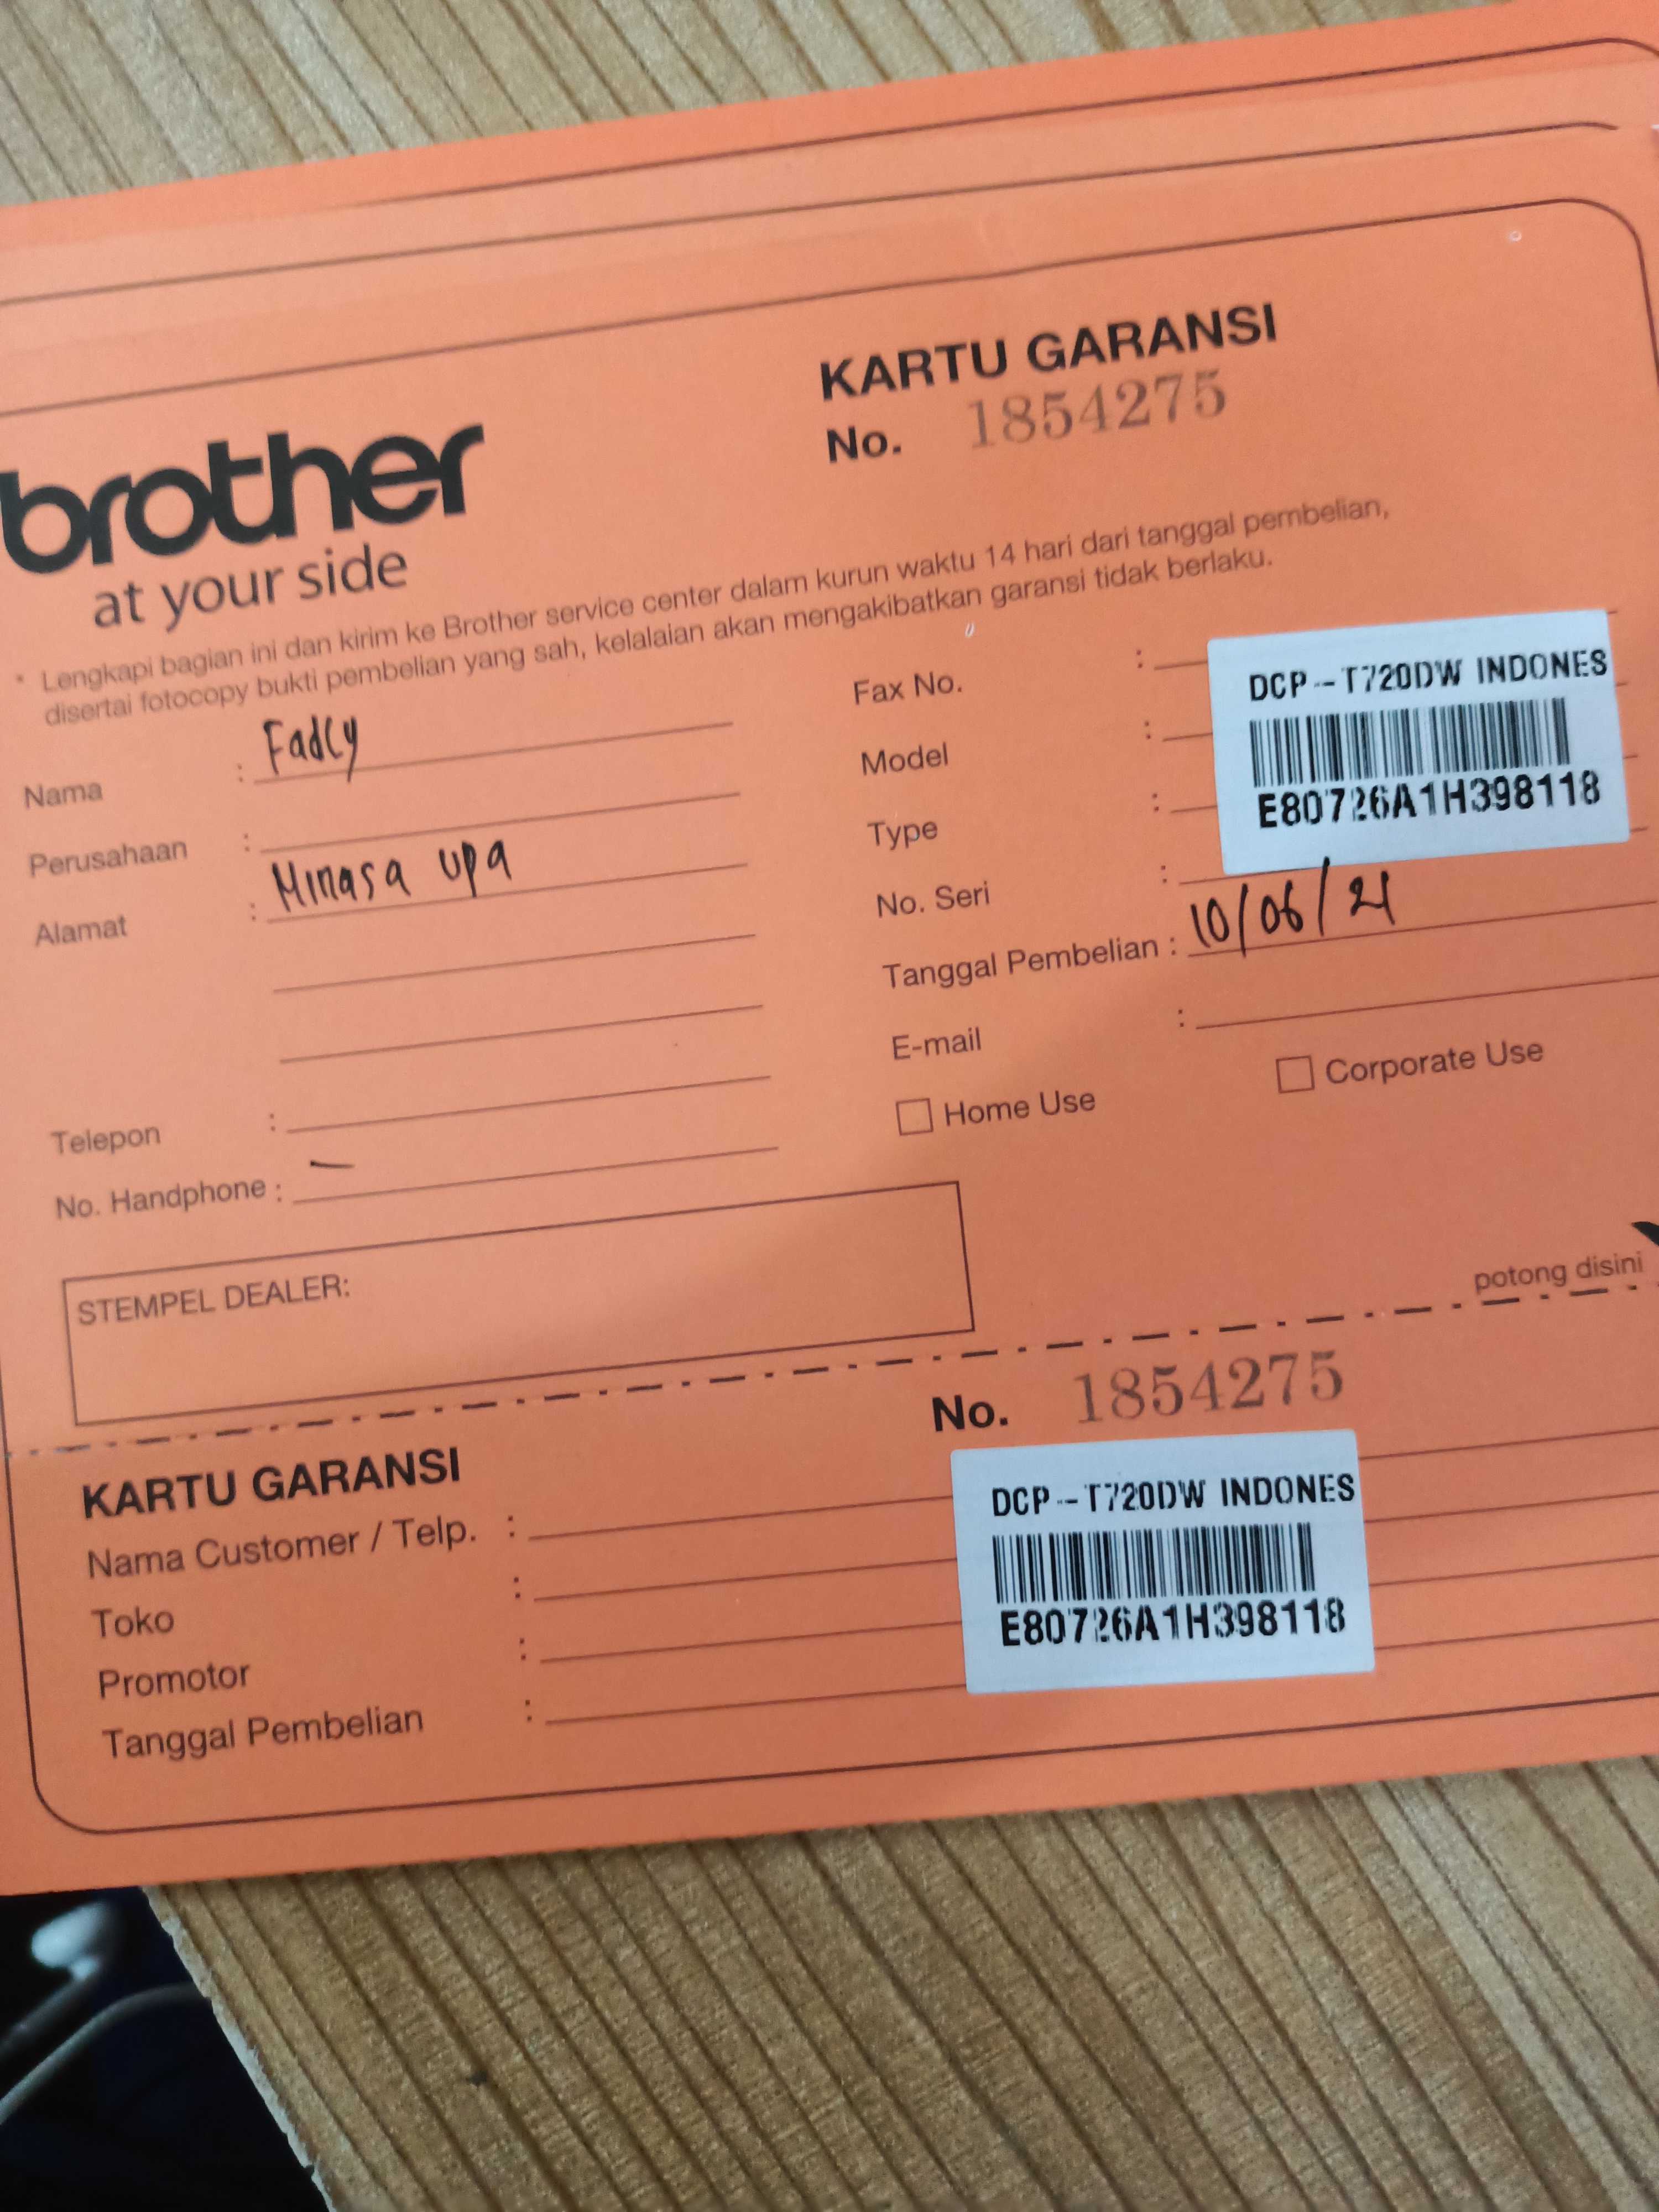 brother
at your side
KARTU GARANSI
No. 1854275
* Lengkapi bagian ini dan kirim ke Brother service center dalam kurun waktu 14 hari dari tanggal pembelian,
disertai fotocopy bukti pembelian yang sah, kelalaian akan mengakibatkan garansi tidak berlaku.
Nama : Fadly
Perusahaan :
Alamat : Minasa upa
Telepon :
No. Handphone : —
Fax No. :
Model :
Type :
No. Seri :
DCP-T720DW INDONES
E80726A1H398118
Tanggal Pembelian : 10/06/21
E-mail :
Home Use
Corporate Use
STEMPEL DEALER:
potong disini
No. 1854275
KARTU GARANSI
Nama Customer / Telp. :
Toko :
Promotor :
Tanggal Pembelian :
DCP-T720DW INDONES
E80726A1H398118